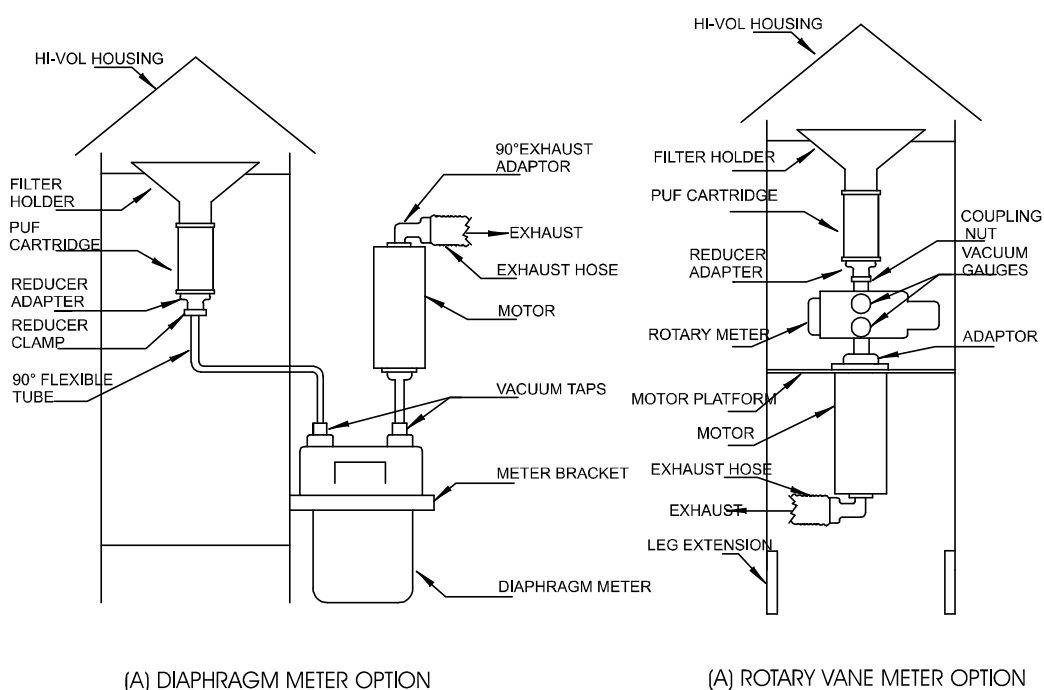 HI-VOL HOUSING
FILTER
HOLDER
PUF
CARTRIDGE
REDUCER
ADAPTER
REDUCER
CLAMP
90° FLEXIBLE
TUBE
90°EXHAUST
ADAPTOR
EXHAUST
EXHAUST HOSE
MOTOR
VACUUM TAPS
METER BRACKET
DIAPHRAGM METER
(A) DIAPHRAGM METER OPTION
HI-VOL HOUSING
FILTER HOLDER
PUF CARTRIDGE
REDUCER
ADAPTER
ROTARY METER
MOTOR PLATFORM
MOTOR
EXHAUST HOSE
EXHAUST
LEG EXTENSION
COUPLING
NUT
VACUUM
GAUGES
ADAPTOR
(A) ROTARY VANE METER OPTION